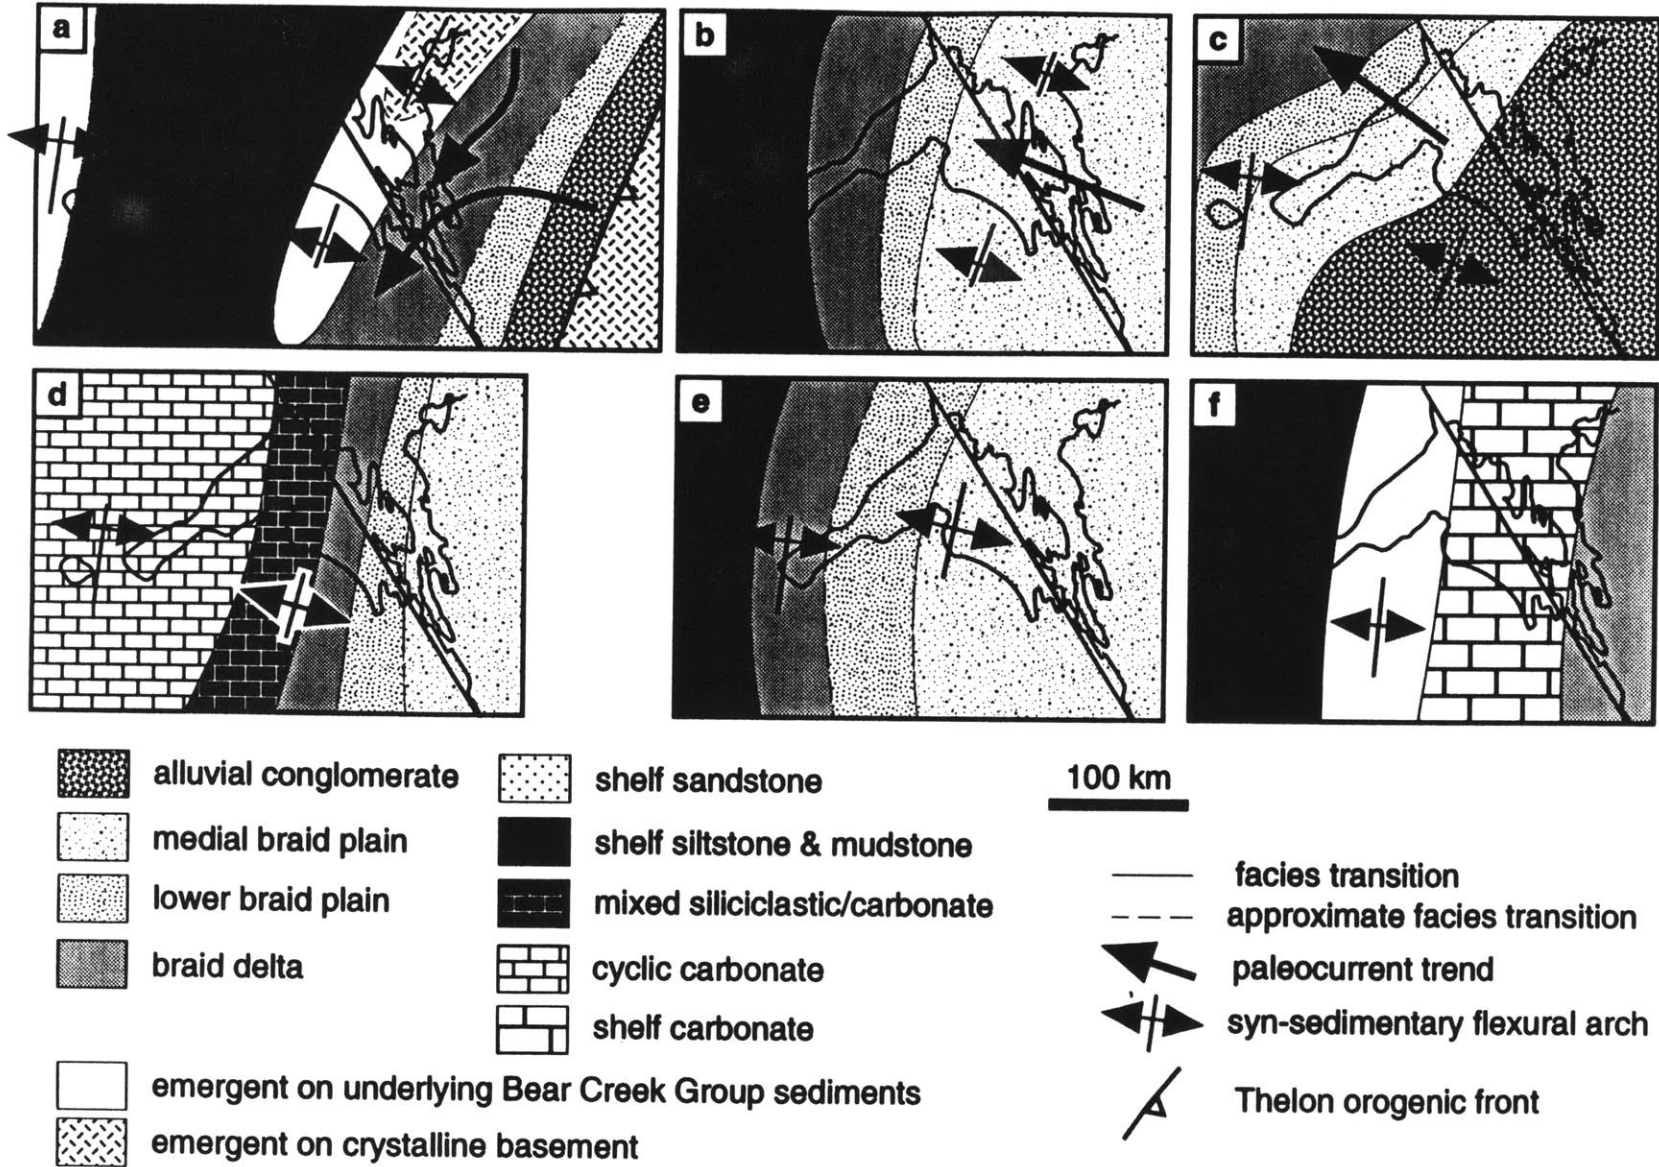 a
b
c
d
e
f
alluvial conglomerate
medial braid plain
lower braid plain
braid delta
shelf sandstone
shelf siltstone & mudstone
mixed siliciclastic/carbonate
cyclic carbonate
shelf carbonate
emergent on underlying Bear Creek Group sediments
emergent on crystalline basement
100 km
facies transition
approximate facies transition
paleocurrent trend
syn-sedimentary flexural arch
Thelon orogenic front